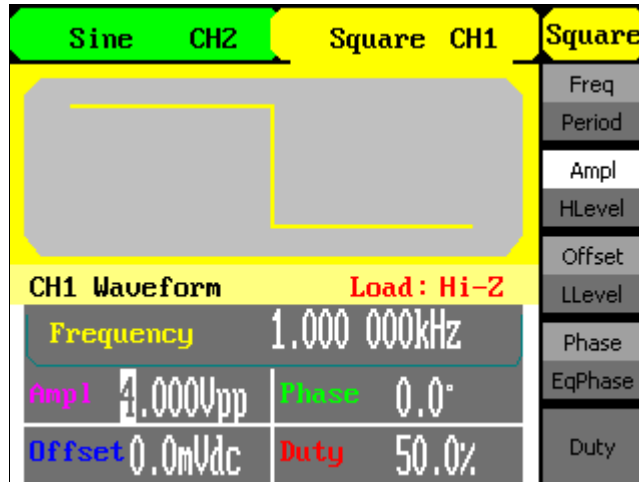 Sine CH2 Square CH1 Square
CH1 Waveform Load: Hi-Z
Frequency 1.000 000kHz
Ampl 4.000Vpp Phase 0.0°
Offset 0.0mVdc Duty 50.0%
Freq
Period
Ampl
HLevel
Offset
LLevel
Phase
EqPhase
Duty